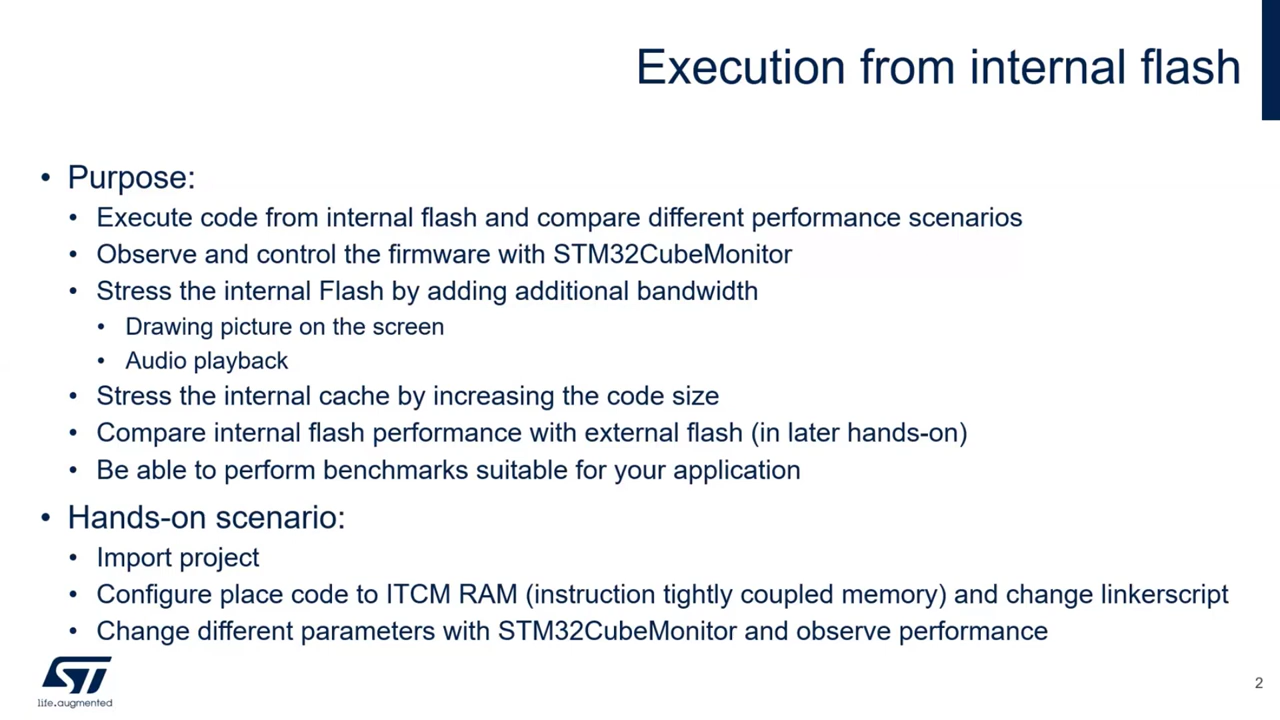 Execution from internal flash
• Purpose:
• Execute code from internal flash and compare different performance scenarios
• Observe and control the firmware with STM32CubeMonitor
• Stress the internal Flash by adding additional bandwidth
• Drawing picture on the screen
• Audio playback
• Stress the internal cache by increasing the code size
• Compare internal flash performance with external flash (in later hands-on)
• Be able to perform benchmarks suitable for your application
• Hands-on scenario:
• Import project
• Configure place code to ITCM RAM (instruction tightly coupled memory) and change linkerscript
• Change different parameters with STM32CubeMonitor and observe performance
ST
life.augmented
2